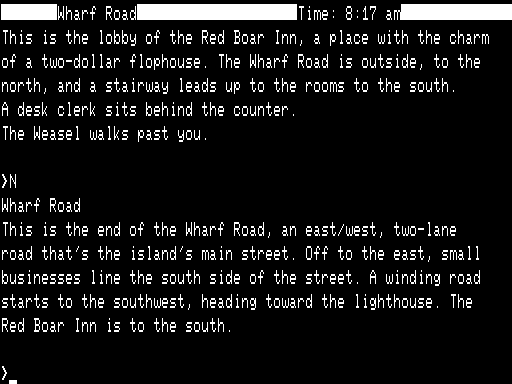 Wharf Road Time: 8:17 am
This is the lobby of the Red Boar Inn, a place with the charm
of a two-dollar flophouse. The Wharf Road is outside, to the
north, and a stairway leads up to the rooms to the south.
A desk clerk sits behind the counter.
The Weasel walks past you.
>N
Wharf Road
This is the end of the Wharf Road, an east/west, two-lane
road that's the island's main street. Off to the east, small
businesses line the south side of the street. A winding road
starts to the southwest, heading toward the lighthouse. The
Red Boar Inn is to the south.
>